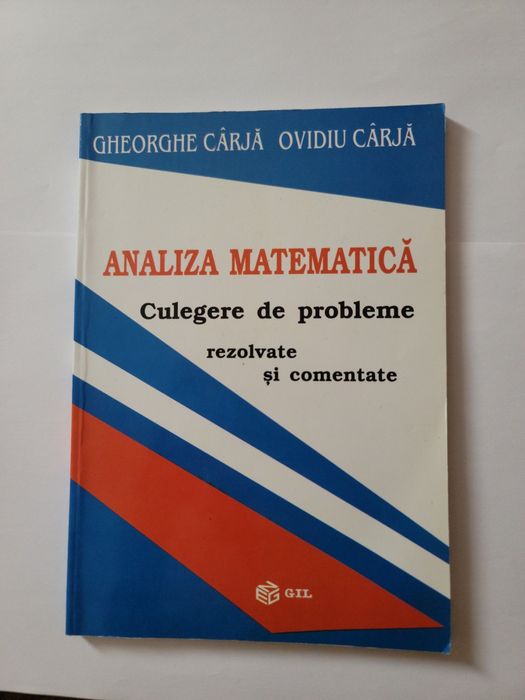 GHEORGHE CÂRJĂ OVIDIU CÂRJĂ
ANALIZA MATEMATICĂ
Culegere de probleme
rezolvate
și comentate
GIL